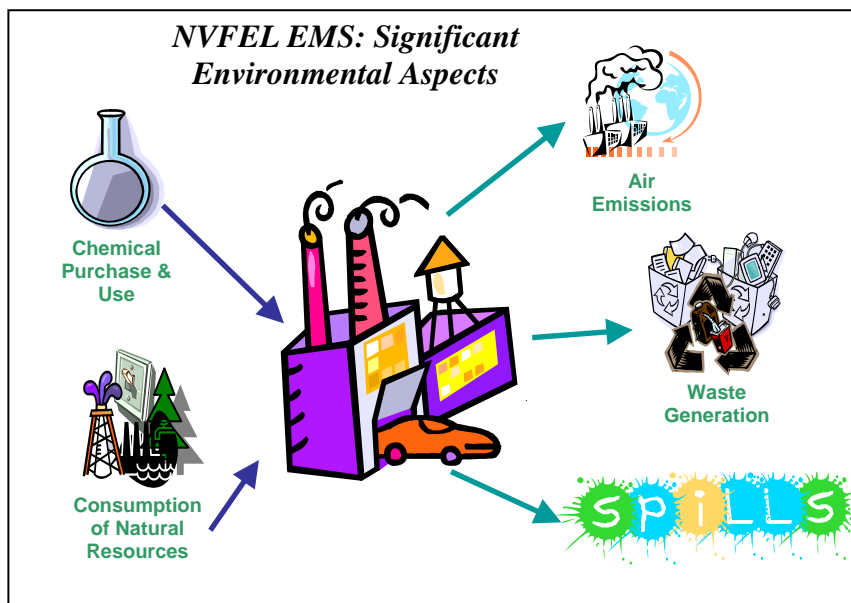 NVFEL EMS: Significant
Environmental Aspects
Chemical
Purchase &
Use
Consumption
of Natural
Resources
Air
Emissions
Waste
Generation
SPiLLS